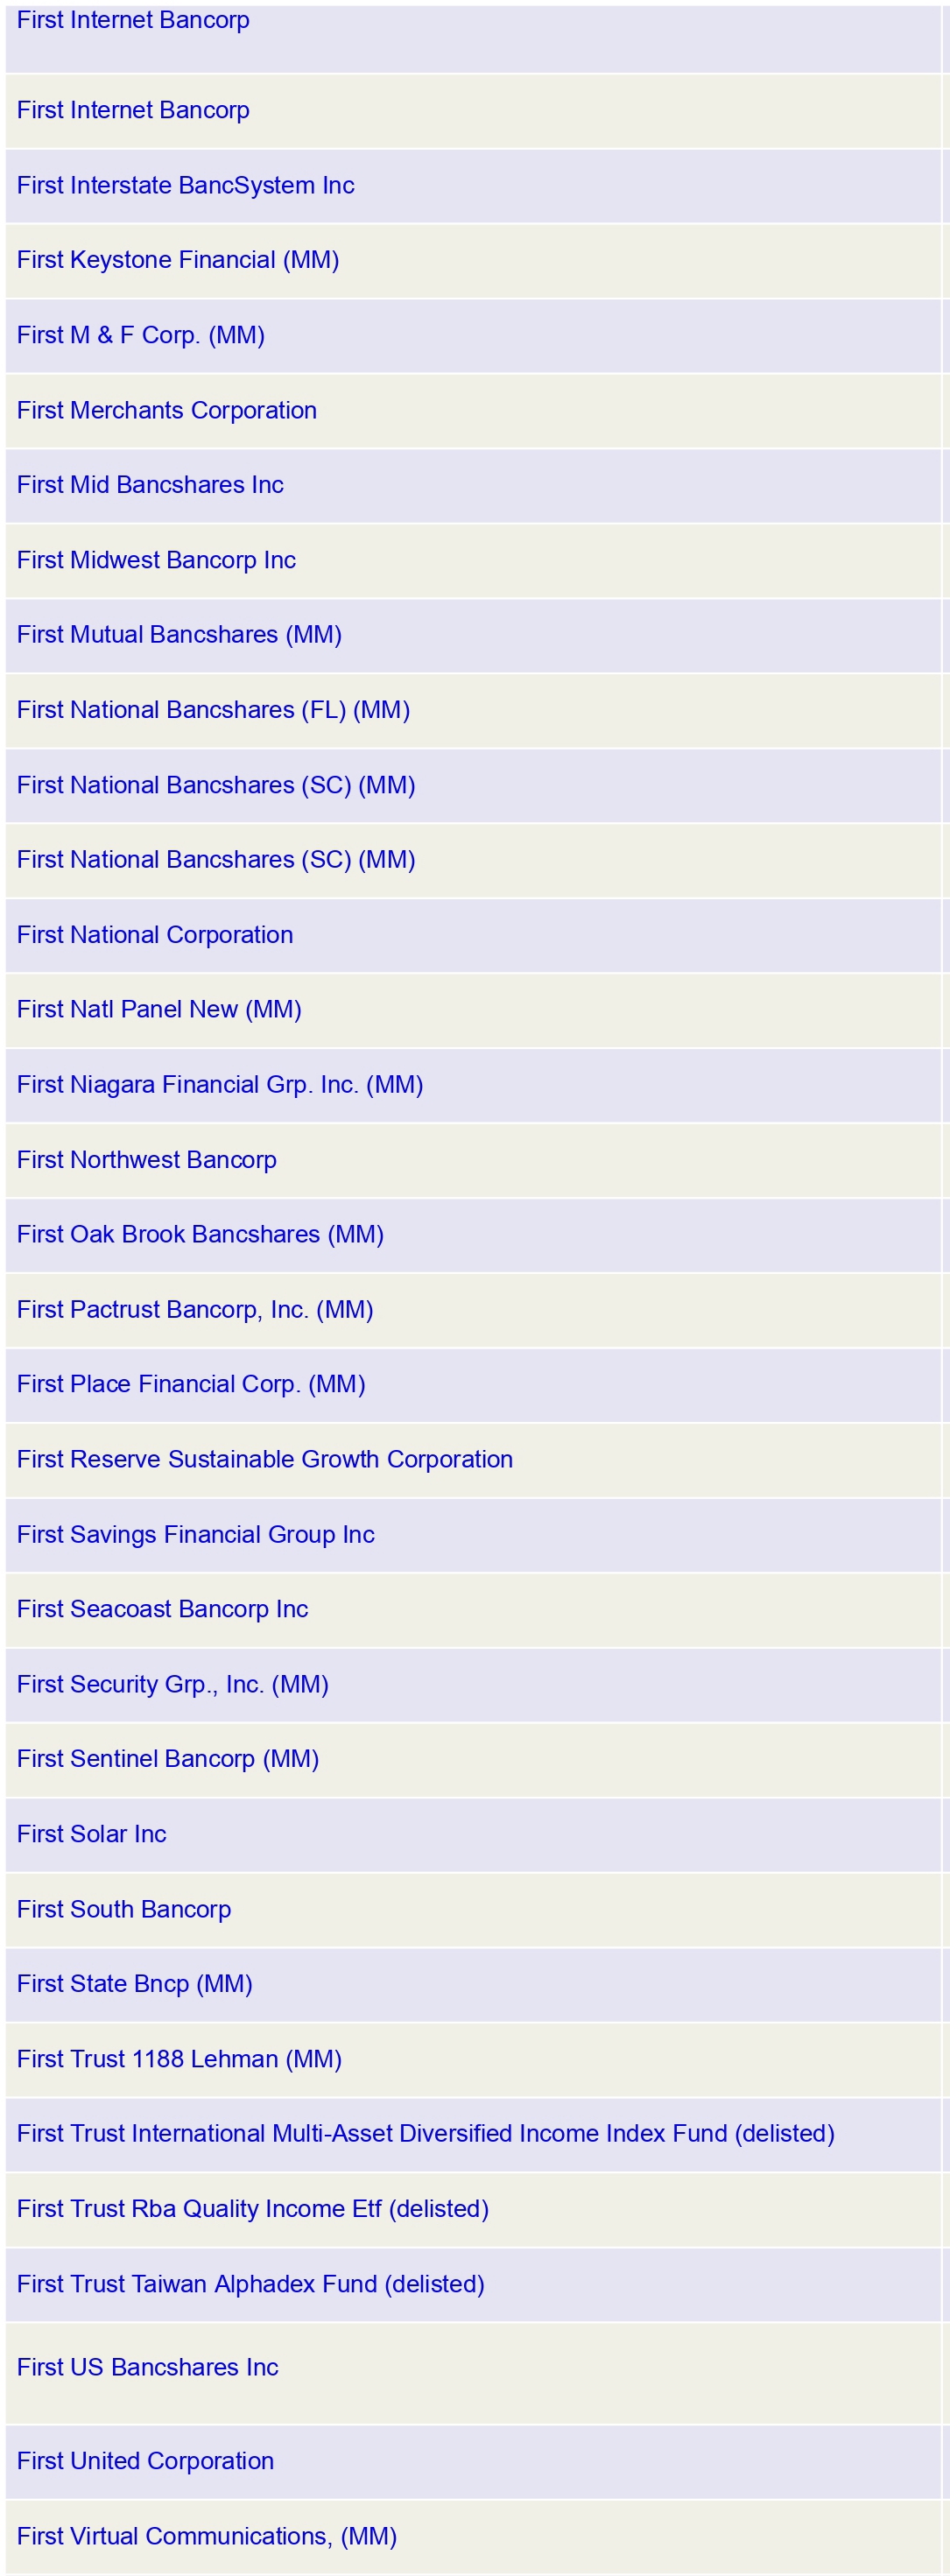 First Internet Bancorp
First Internet Bancorp
First Interstate BancSystem Inc
First Keystone Financial (MM)
First M & F Corp. (MM)
First Merchants Corporation
First Mid Bancshares Inc
First Midwest Bancorp Inc
First Mutual Bancshares (MM)
First National Bancshares (FL) (MM)
First National Bancshares (SC) (MM)
First National Bancshares (SC) (MM)
First National Corporation
First Natl Panel New (MM)
First Niagara Financial Grp. Inc. (MM)
First Northwest Bancorp
First Oak Brook Bancshares (MM)
First Pactrust Bancorp, Inc. (MM)
First Place Financial Corp. (MM)
First Reserve Sustainable Growth Corporation
First Savings Financial Group Inc
First Seacoast Bancorp Inc
First Security Grp., Inc. (MM)
First Sentinel Bancorp (MM)
First Solar Inc
First South Bancorp
First State Bncp (MM)
First Trust 1188 Lehman (MM)
First Trust International Multi-Asset Diversified Income Index Fund (delisted)
First Trust Rba Quality Income Etf (delisted)
First Trust Taiwan Alphadex Fund (delisted)
First US Bancshares Inc
First United Corporation
First Virtual Communications, (MM)